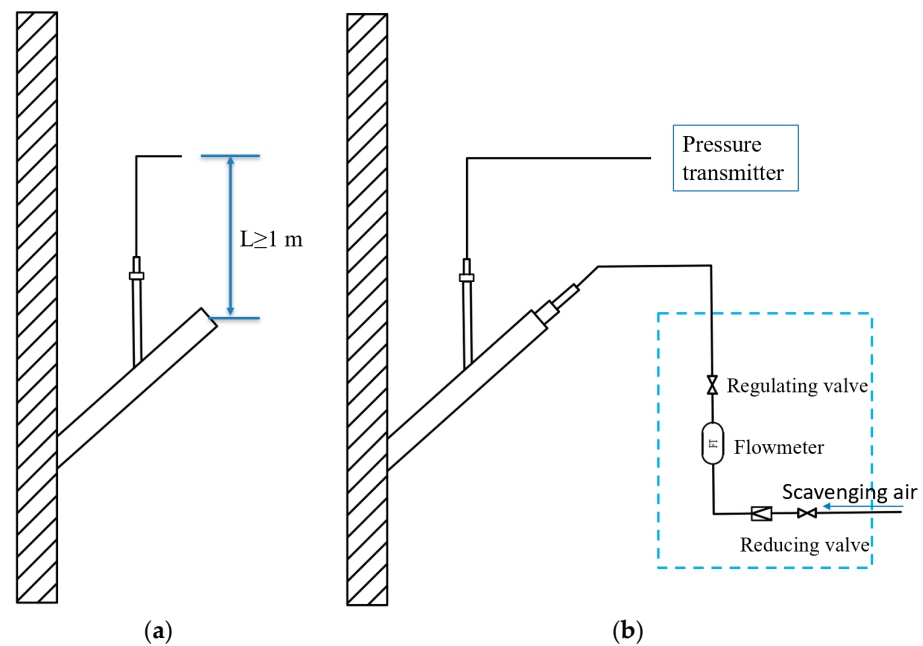 Pressure
transmitter
L≥1 m
Regulating valve
FT
Flowmeter
Scavenging air
Reducing valve
(a)
(b)